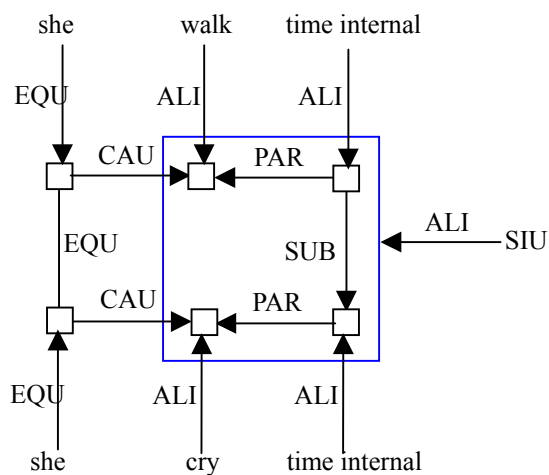 she walk time internal
EQU ALI ALI
CAU PAR
EQU SUB ALI SIU
CAU PAR
EQU ALI ALI
she cry time internal